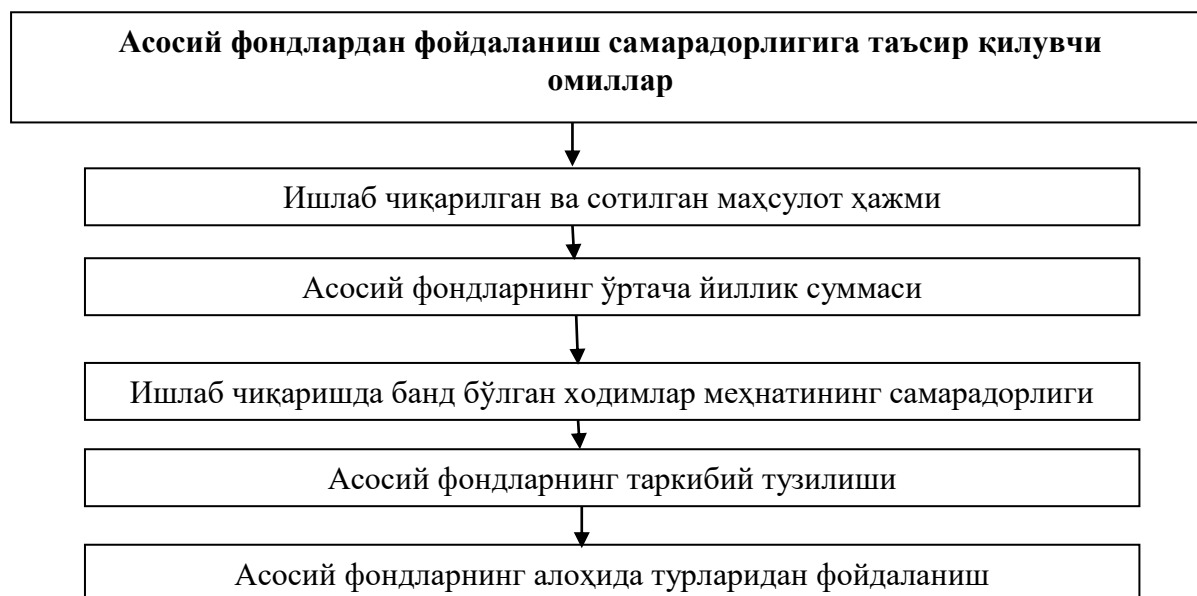 Асосий фондлардан фойдаланиш самарадорлигига таъсир қилувчи
омиллар
Ишлаб чиқарилган ва сотилган маҳсулот ҳажми
Асосий фондларнинг ўртача йиллик суммаси
Ишлаб чиқаришда банд бўлган ходимлар меҳнатининг самарадорлиги
Асосий фондларнинг таркибий тузилиши
Асосий фондларнинг алоҳида турларидан фойдаланиш